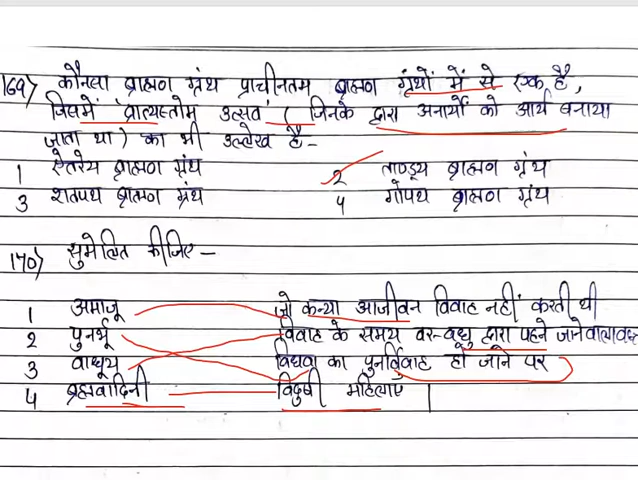 169) कौनसा ब्राह्मण ग्रंथ प्राचीनतम ब्राह्मण ग्रंथों में से एक है,
जिसमें 'व्रात्यस्तोम उत्सव' (जिनके द्वारा अनार्यों को आर्य बनाया
जाता था) का भी उल्लेख है-
1 ऐतरेय ब्राह्मण ग्रंथ 2 ताण्ड्य ब्राह्मण ग्रंथ
3 शतपथ ब्राह्मण ग्रंथ 4 गोपथ ब्राह्मण ग्रंथ
170) सुमेलित कीजिए-
1 अमाजू जो कन्या आजीवन विवाह नहीं करती थी
2 पुनर्भू विवाह के समय वर-वधु द्वारा पहने जानेवाला वस्त्र
3 वाधूय विधवा का पुनर्विवाह हो जाने पर
4 ब्रह्मवादिनी विदुषी महिलाएं